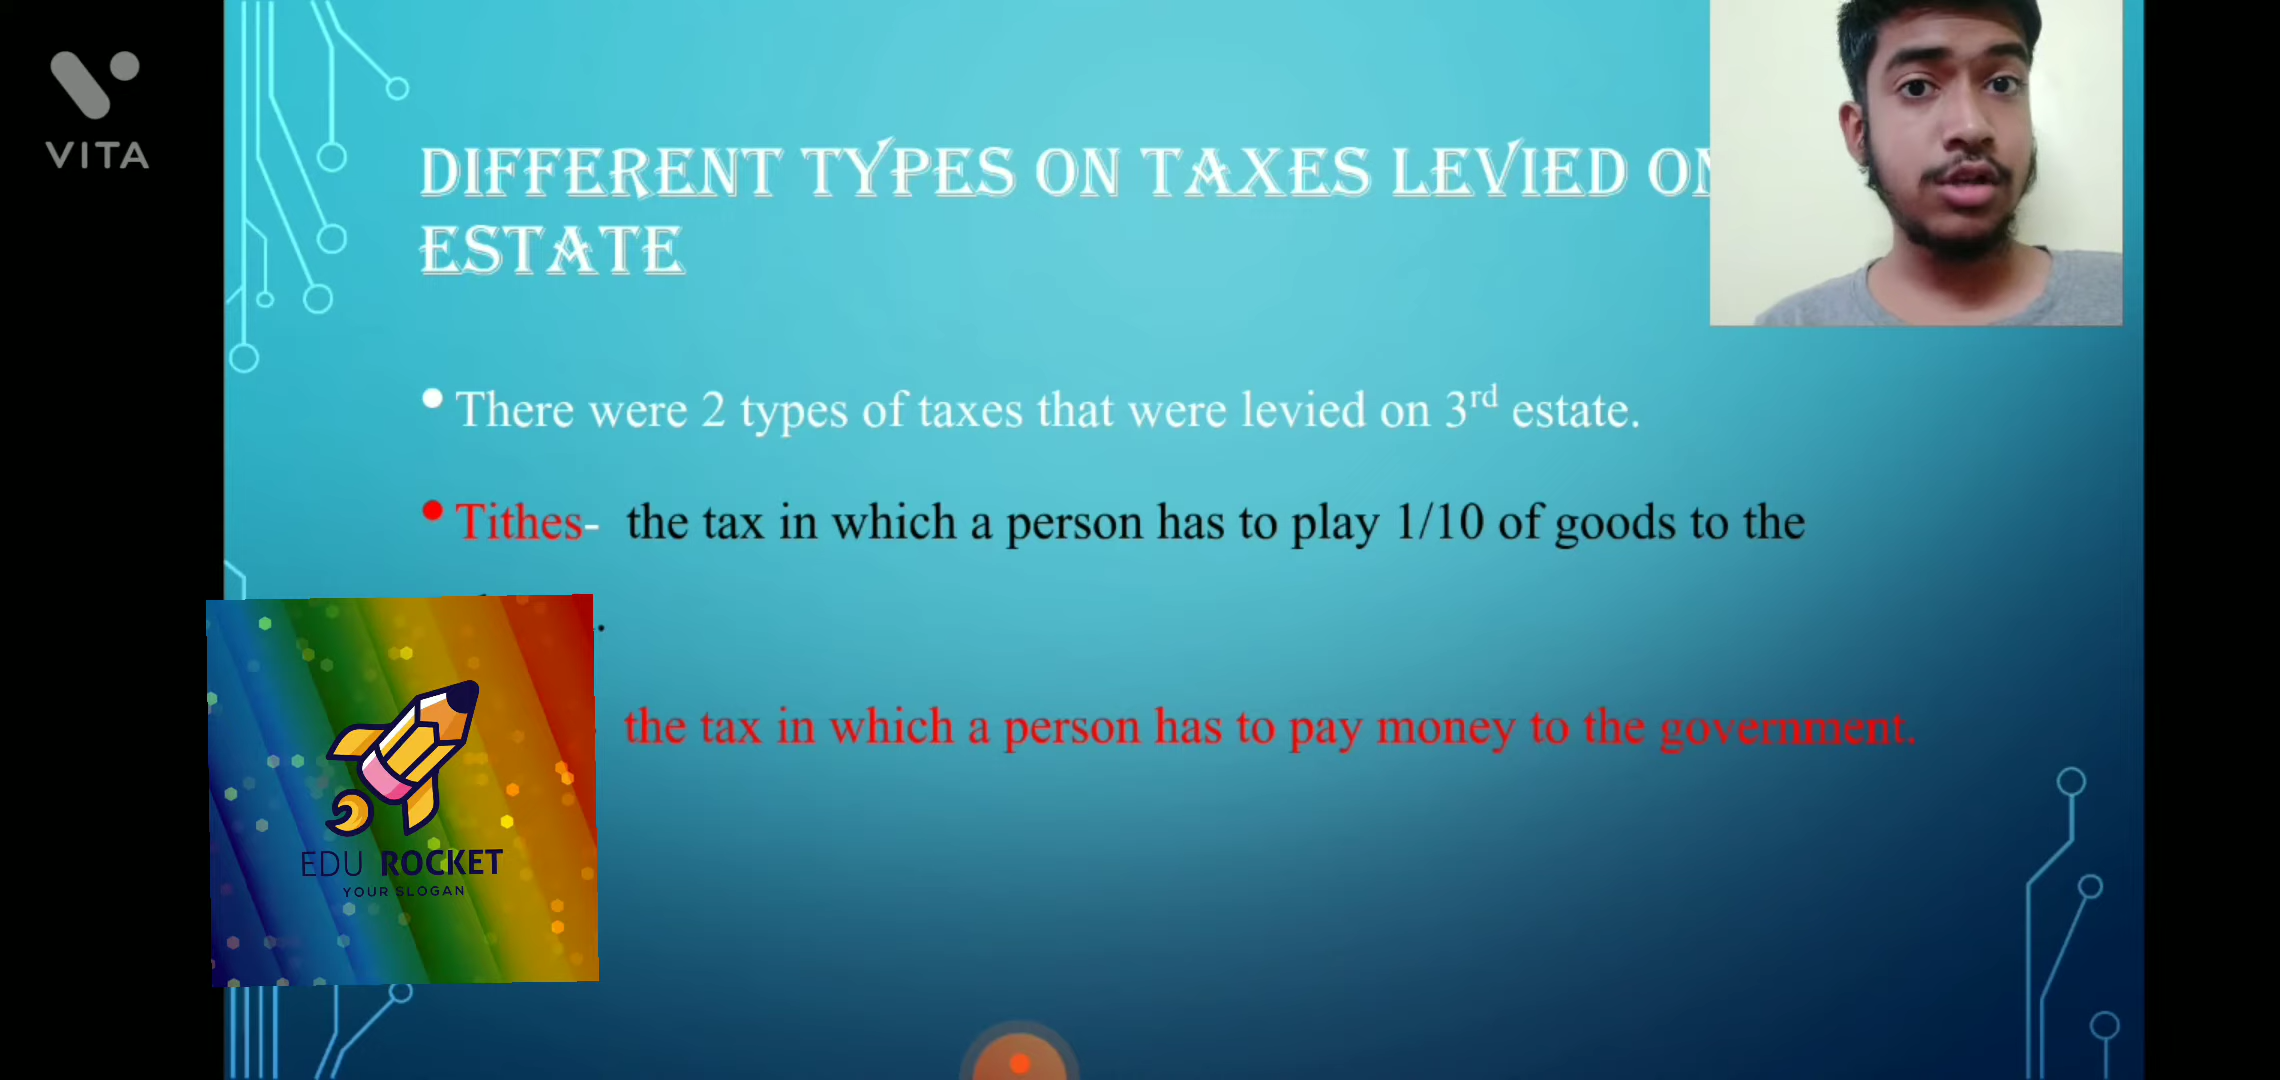 VITA
DIFFERENT TYPES ON TAXES LEVIED ON
ESTATE
• There were 2 types of taxes that were levied on 3rd estate.
• Tithes- the tax in which a person has to play 1/10 of goods to the
.
the tax in which a person has to pay money to the government.
EDU ROCKET
YOUR SLOGAN